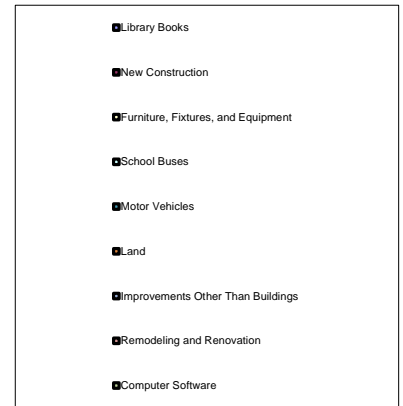 Library Books
New Construction
Furniture, Fixtures, and Equipment
School Buses
Motor Vehicles
Land
Improvements Other Than Buildings
Remodeling and Renovation
Computer Software